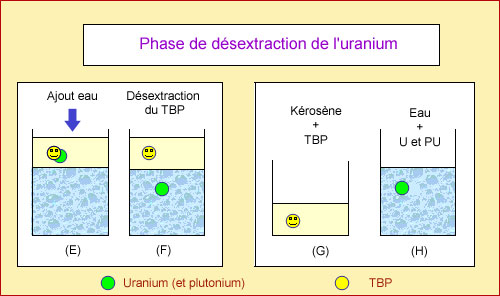 Phase de désextraction de l'uranium
Ajout eau
Désextraction
du TBP
Kérosène
+
TBP
Eau
+
U et PU
(E)
(F)
(G)
(H)
Uranium (et plutonium)
TBP